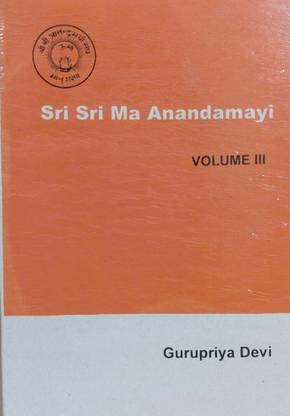 Sri Sri Ma Anandamayi
VOLUME III
Gurupriya Devi